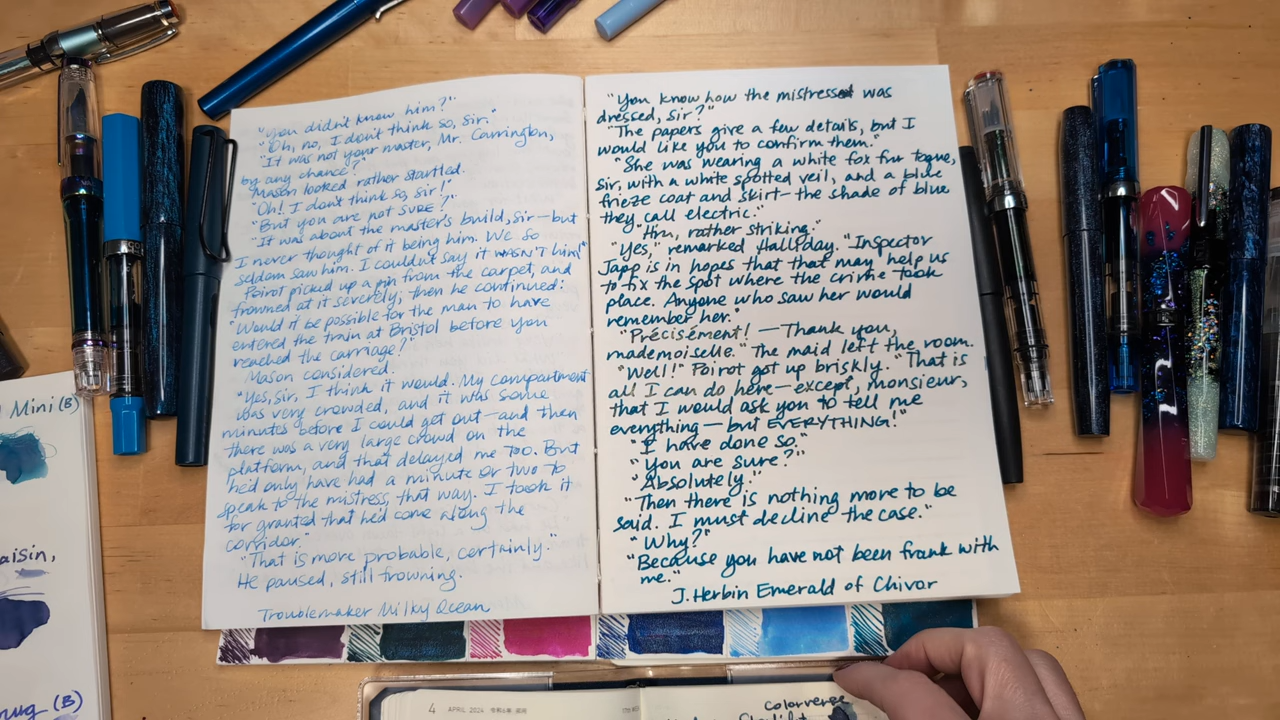 "You didn't know him?"
"Oh, no, I don't think so, Sir."
"It was not your master, Mr. Carrington,
by any chance?"
Mason looked rather startled.
"Oh! I don't think so, Sir!"
"But you are not SURE?"
"It was about the master's build, Sir—but
I never thought of it being him. We so
seldom saw him. I couldn't say it WASN'T him!"
Poirot picked up a pin from the carpet, and
frowned at it severely; then he continued:
"Would it be possible for the man to have
entered the train at Bristol before you
reached the carriage?"
Mason considered.
"Yes, Sir, I think it would. My compartment
was very crowded, and it was some
minutes before I could get out—and then
there was a very large crowd on the
platform, and that delayed me too. But
he'd only have had a minute or two to
speak to the mistress, that way. I took it
for granted that he'd come along the
corridor."
"That is more probable, certainly."
He paused, still frowning.
Troublemaker Milky Ocean
"You know how the mistress was
dressed, Sir?"
"The papers give a few details, but I
would like you to confirm them."
"She was wearing a white fox fur toque,
Sir, with a white spotted veil, and a blue
frieze coat and skirt—the shade of blue
they call electric."
"Hm, rather striking."
"Yes," remarked Halliday. "Inspector
Japp is in hopes that that may help us
to fix the spot where the crime took
place. Anyone who saw her would
remember her."
"Précisément! — Thank you,
mademoiselle." The maid left the room.
"Well!" Poirot got up briskly. "That is
all I can do here—except, monsieur,
that I would ask you to tell me
everything—but EVERYTHING!"
"I have done so."
"You are sure?"
"Absolutely."
"Then there is nothing more to be
said. I must decline the case."
"Why?"
"Because you have not been frank with
me."
J. Herbin Emerald of Chivor
Mini (B)
aisin,
(B)
4 APRIL 2024
Colorverse